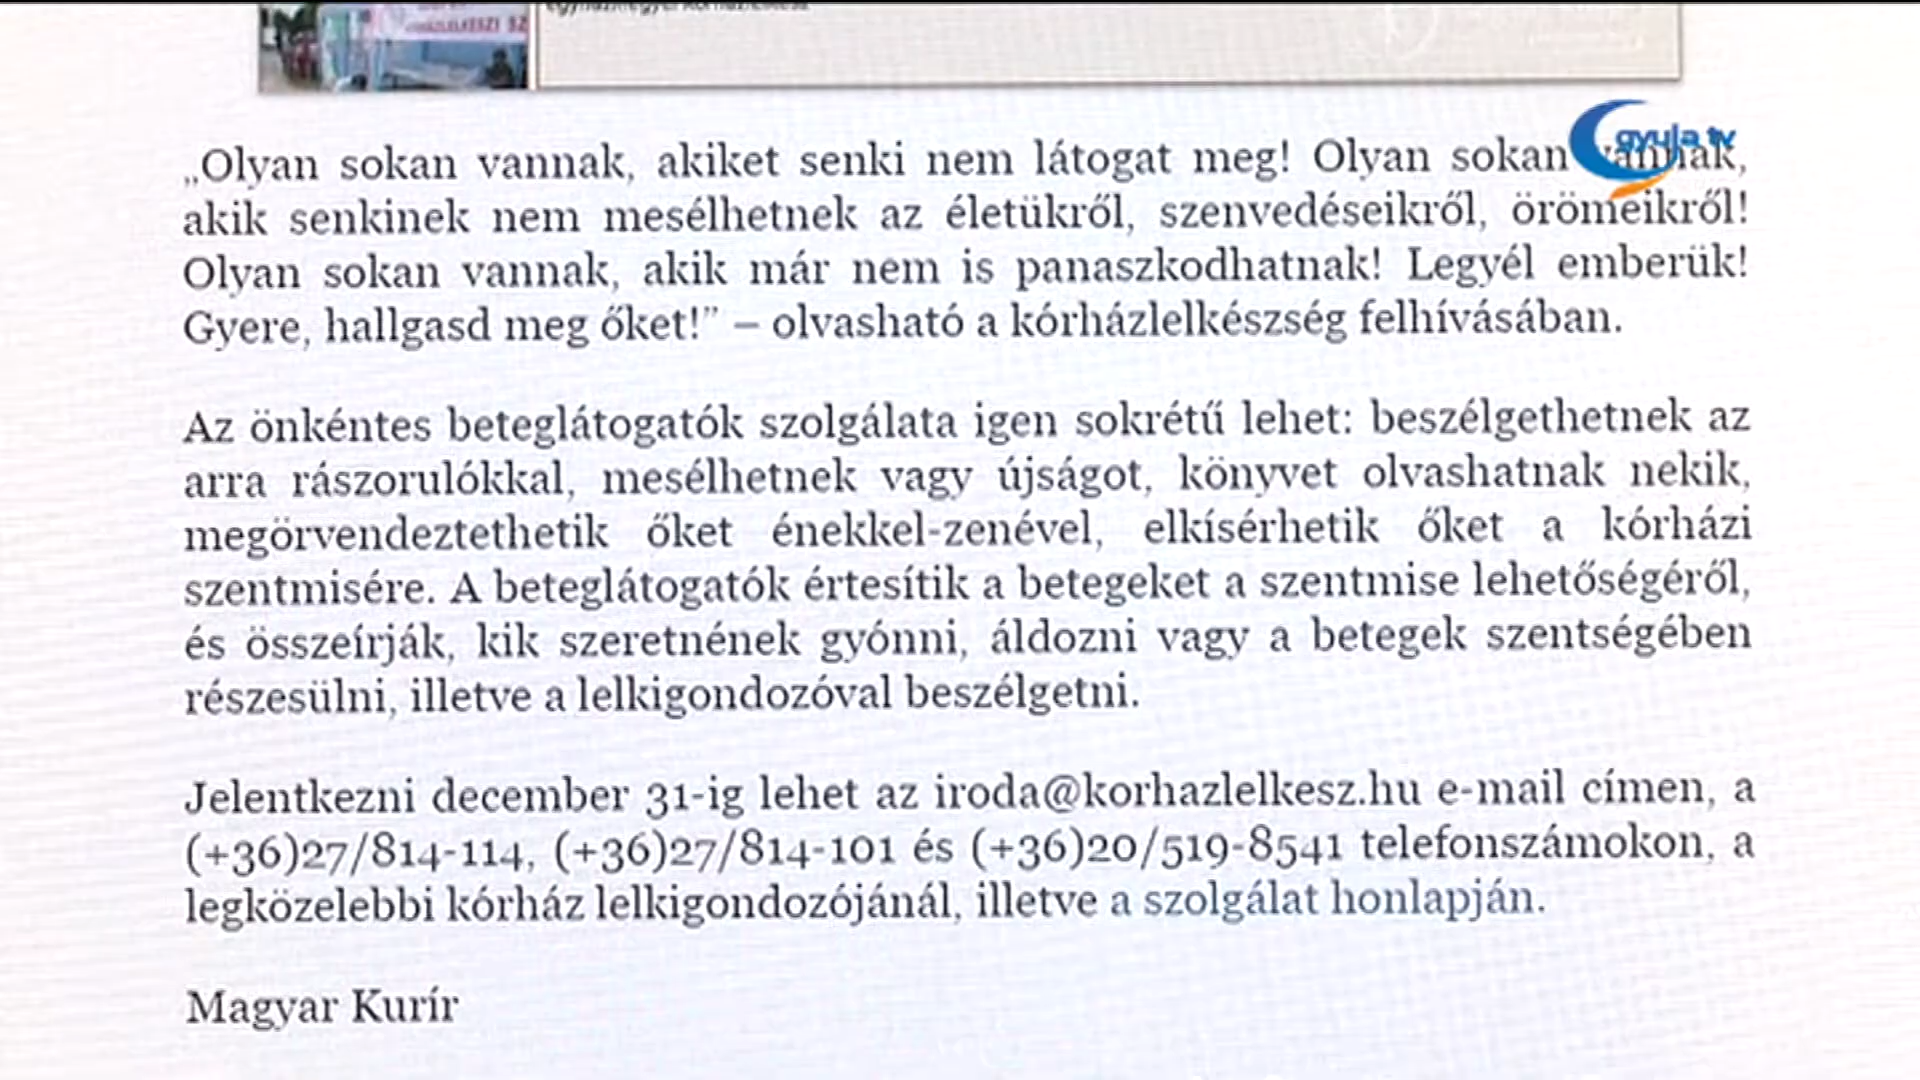 „Olyan sokan vannak, akiket senki nem látogat meg! Olyan sokan vannak,
akik senkinek nem mesélhetnek az életükről, szenvedéseikről, örömeikről!
Olyan sokan vannak, akik már nem is panaszkodhatnak! Legyél emberük!
Gyere, hallgasd meg őket!” – olvasható a kórházlelkészség felhívásában.
Az önkéntes beteglátogatók szolgálata igen sokrétű lehet: beszélgethetnek az
arra rászorulókkal, mesélhetnek vagy újságot, könyvet olvashatnak nekik,
megörvendeztethetik őket énekkel-zenével, elkísérhetik őket a kórházi
szentmisére. A beteglátogatók értesítik a betegeket a szentmise lehetőségéről,
és összeírják, kik szeretnének gyónni, áldozni vagy a betegek szentségében
részesülni, illetve a lelkigondozóval beszélgetni.
Jelentkezni december 31-ig lehet az iroda@korhazlelkesz.hu e-mail címen, a
(+36)27/814-114, (+36)27/814-101 és (+36)20/519-8541 telefonszámokon, a
legközelebbi kórház lelkigondozójánál, illetve a szolgálat honlapján.
Magyar Kurír
gyula tv